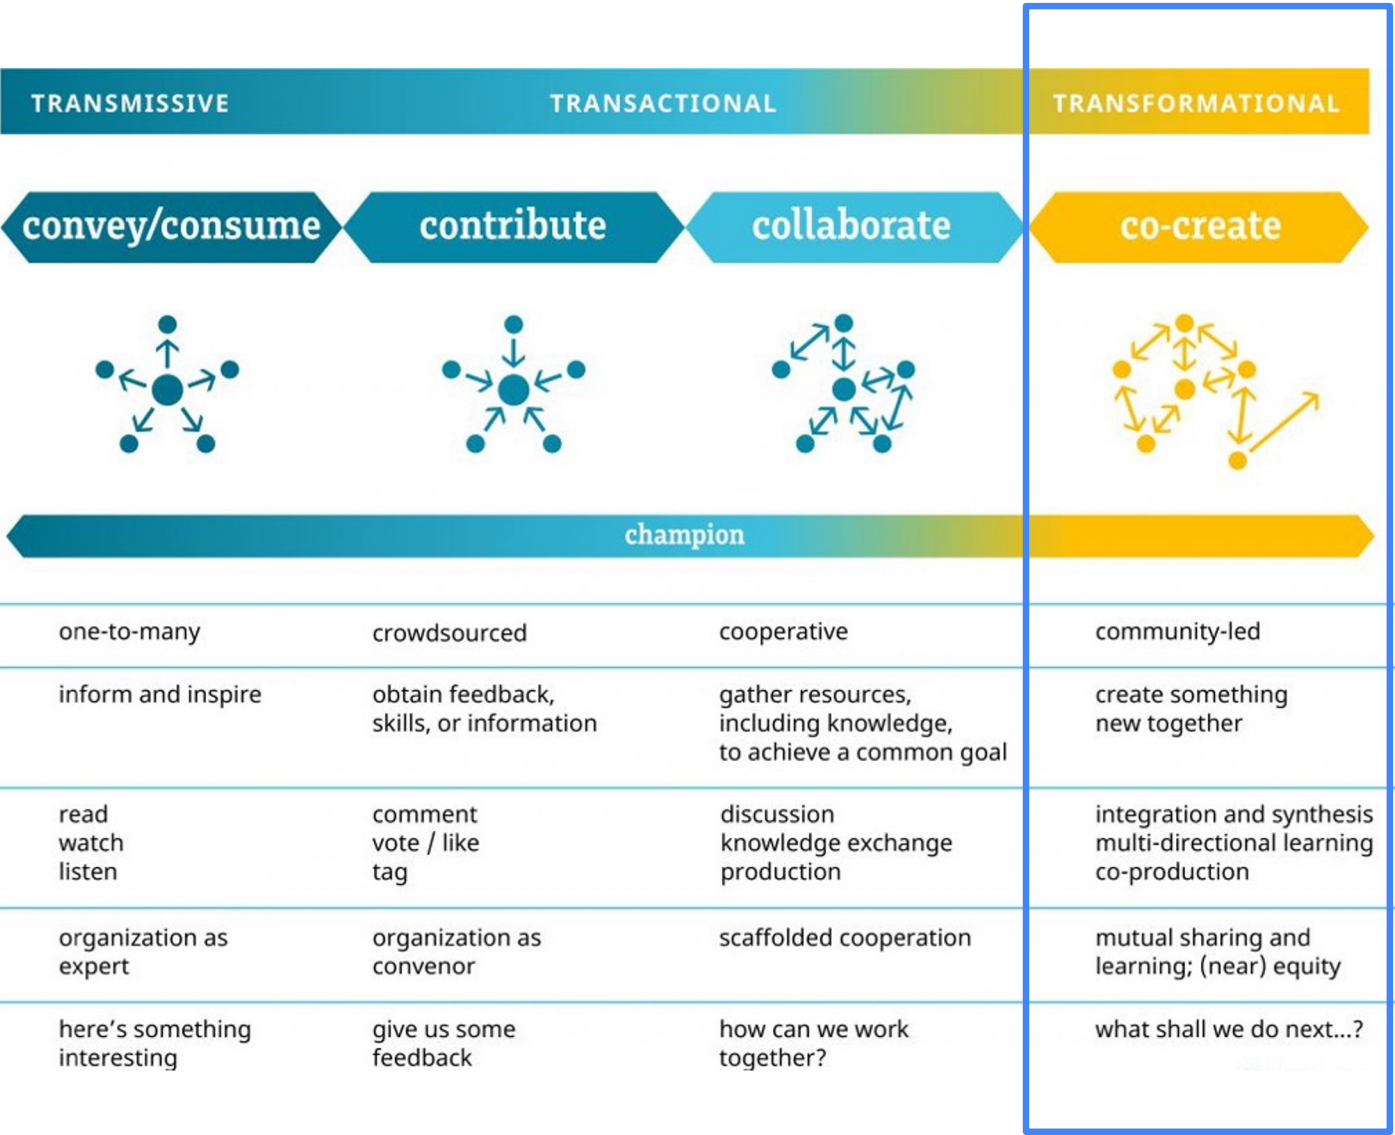 TRANSMISSIVE TRANSACTIONAL TRANSFORMATIONAL
convey/consume contribute collaborate co-create
champion
one-to-many crowdsourced cooperative community-led
inform and inspire obtain feedback, gather resources, create something
skills, or information including knowledge, new together
to achieve a common goal
read comment discussion integration and synthesis
watch vote / like knowledge exchange multi-directional learning
listen tag production co-production
organization as organization as scaffolded cooperation mutual sharing and
expert convenor learning; (near) equity
here’s something give us some how can we work what shall we do next...?
interesting feedback together?